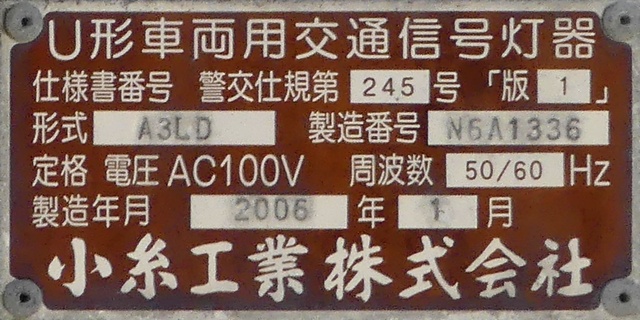 U形車両用交通信号灯器
仕様書番号 警交仕規第 245 号 「版 1 」
形式 A3LD 製造番号 N6A1336
定格 電圧 AC100V 周波数 50/60 Hz
製造年月 2006 年 1 月
小糸工業株式会社